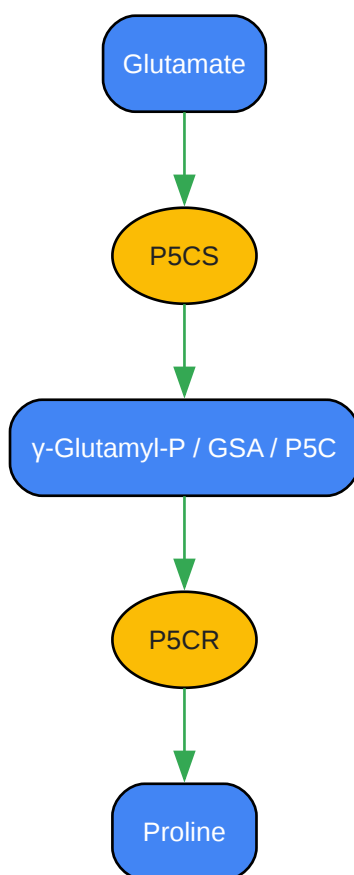 Glutamate
P5CS
γ-Glutamyl-P / GSA / P5C
P5CR
Proline